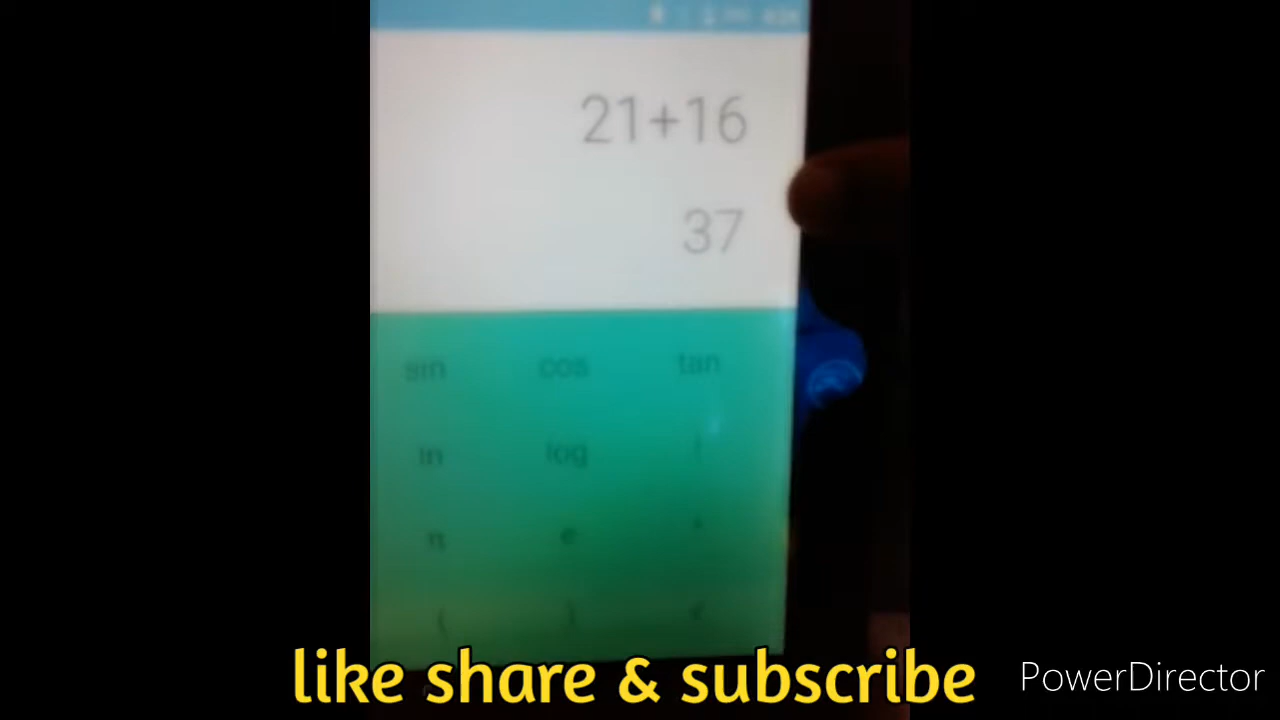 21+16
37
sin cos tan
ln log !
π e ^
( )
like share & subscribe
PowerDirector